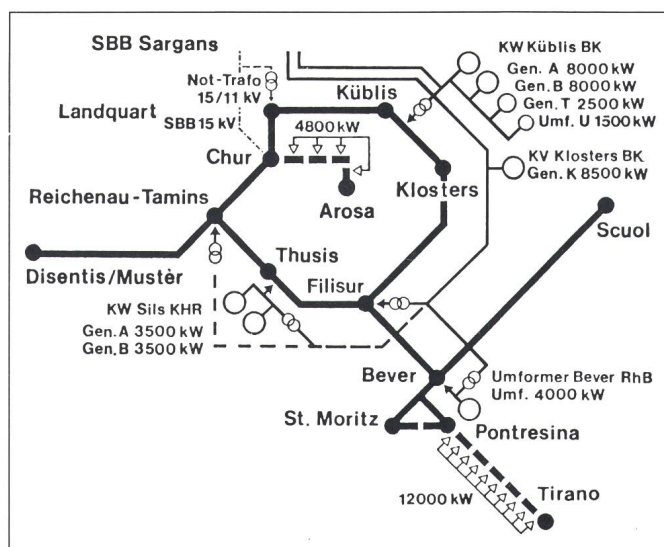 SBB Sargans
Not-Trafo
15/11 kV
Landquart
SBB 15 kV
Küblis
KW Küblis BK
Gen. A 8000 kW
Gen. B 8000 kW
Gen. T 2500 kW
Umf. U 1500 kW
4800 kW
Chur
KV Klosters BK
Gen. K 8500 kW
Klosters
Arosa
Reichenau-Tamins
Scuol
Thusis
Disentis/Mustèr
Filisur
KW Sils KHR
Gen. A 3500 kW
Gen. B 3500 kW
Bever
Umformer Bever RhB
Umf. 4000 kW
St. Moritz
Pontresina
12000 kW
Tirano